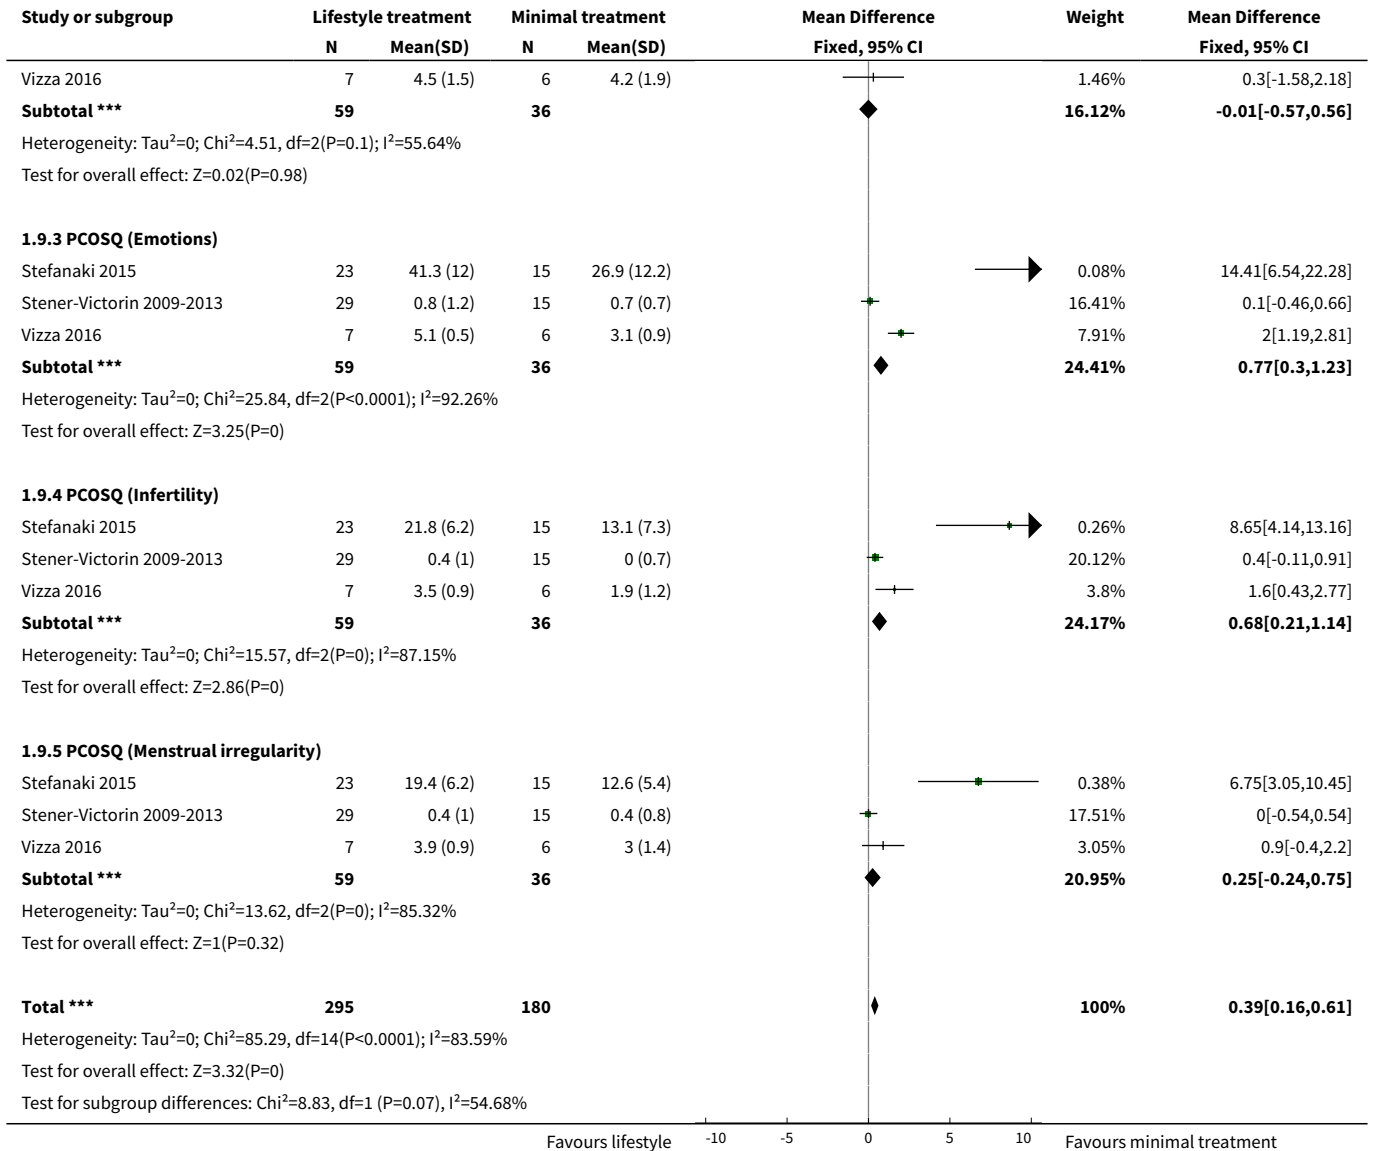 Study or subgroup Lifestyle treatment Minimal treatment Mean Difference Weight Mean Difference
N Mean(SD) N Mean(SD) Fixed, 95% CI Fixed, 95% CI
Vizza 2016 7 4.5 (1.5) 6 4.2 (1.9) 1.46% 0.3[-1.58,2.18]
Subtotal *** 59 36 16.12% -0.01[-0.57,0.56]
Heterogeneity: Tau²=0; Chi²=4.51, df=2(P=0.1); I²=55.64%
Test for overall effect: Z=0.02(P=0.98)
1.9.3 PCOSQ (Emotions)
Stefanaki 2015 23 41.3 (12) 15 26.9 (12.2) 0.08% 14.41[6.54,22.28]
Stener-Victorin 2009-2013 29 0.8 (1.2) 15 0.7 (0.7) 16.41% 0.1[-0.46,0.66]
Vizza 2016 7 5.1 (0.5) 6 3.1 (0.9) 7.91% 2[1.19,2.81]
Subtotal *** 59 36 24.41% 0.77[0.3,1.23]
Heterogeneity: Tau²=0; Chi²=25.84, df=2(P<0.0001); I²=92.26%
Test for overall effect: Z=3.25(P=0)
1.9.4 PCOSQ (Infertility)
Stefanaki 2015 23 21.8 (6.2) 15 13.1 (7.3) 0.26% 8.65[4.14,13.16]
Stener-Victorin 2009-2013 29 0.4 (1) 15 0 (0.7) 20.12% 0.4[-0.11,0.91]
Vizza 2016 7 3.5 (0.9) 6 1.9 (1.2) 3.8% 1.6[0.43,2.77]
Subtotal *** 59 36 24.17% 0.68[0.21,1.14]
Heterogeneity: Tau²=0; Chi²=15.57, df=2(P=0); I²=87.15%
Test for overall effect: Z=2.86(P=0)
1.9.5 PCOSQ (Menstrual irregularity)
Stefanaki 2015 23 19.4 (6.2) 15 12.6 (5.4) 0.38% 6.75[3.05,10.45]
Stener-Victorin 2009-2013 29 0.4 (1) 15 0.4 (0.8) 17.51% 0[-0.54,0.54]
Vizza 2016 7 3.9 (0.9) 6 3 (1.4) 3.05% 0.9[-0.4,2.2]
Subtotal *** 59 36 20.95% 0.25[-0.24,0.75]
Heterogeneity: Tau²=0; Chi²=13.62, df=2(P=0); I²=85.32%
Test for overall effect: Z=1(P=0.32)
Total *** 295 180 100% 0.39[0.16,0.61]
Heterogeneity: Tau²=0; Chi²=85.29, df=14(P<0.0001); I²=83.59%
Test for overall effect: Z=3.32(P=0)
Test for subgroup differences: Chi²=8.83, df=1 (P=0.07), I²=54.68%
Favours lifestyle -10 -5 0 5 10 Favours minimal treatment